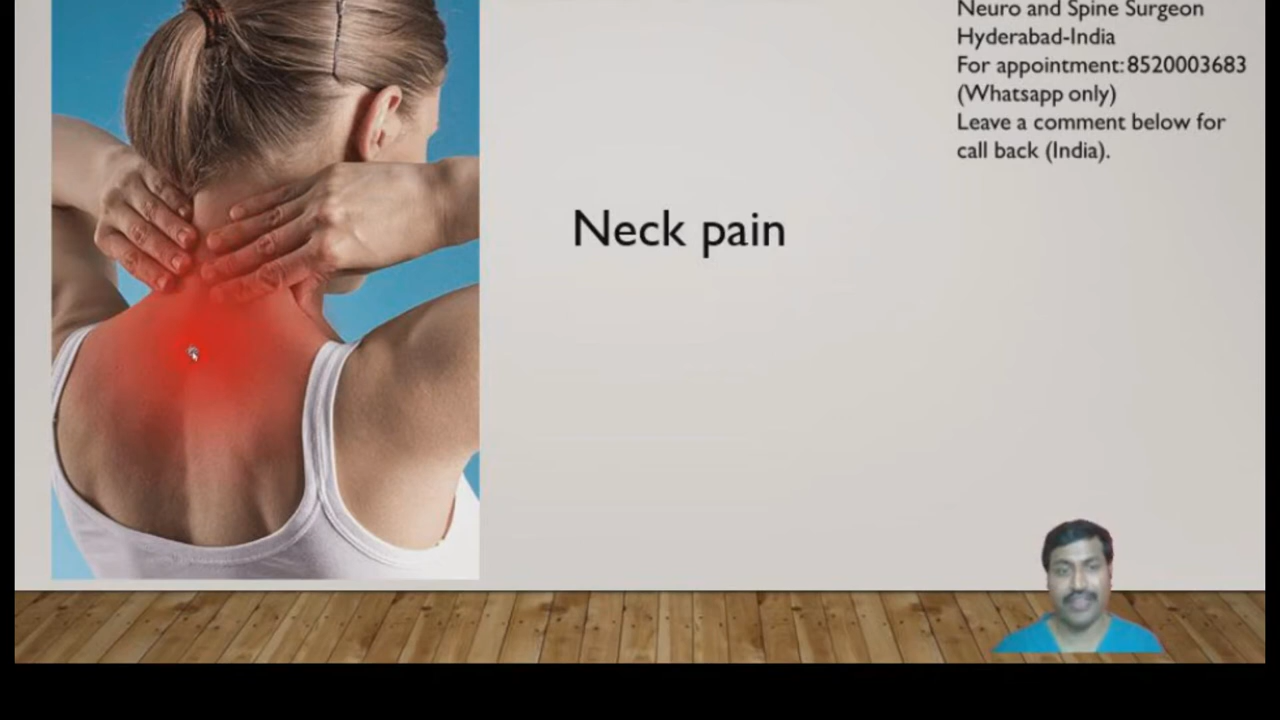 Neuro and Spine Surgeon
Hyderabad-India
For appointment: 8520003683
(Whatsapp only)
Leave a comment below for
call back (India).
Neck pain